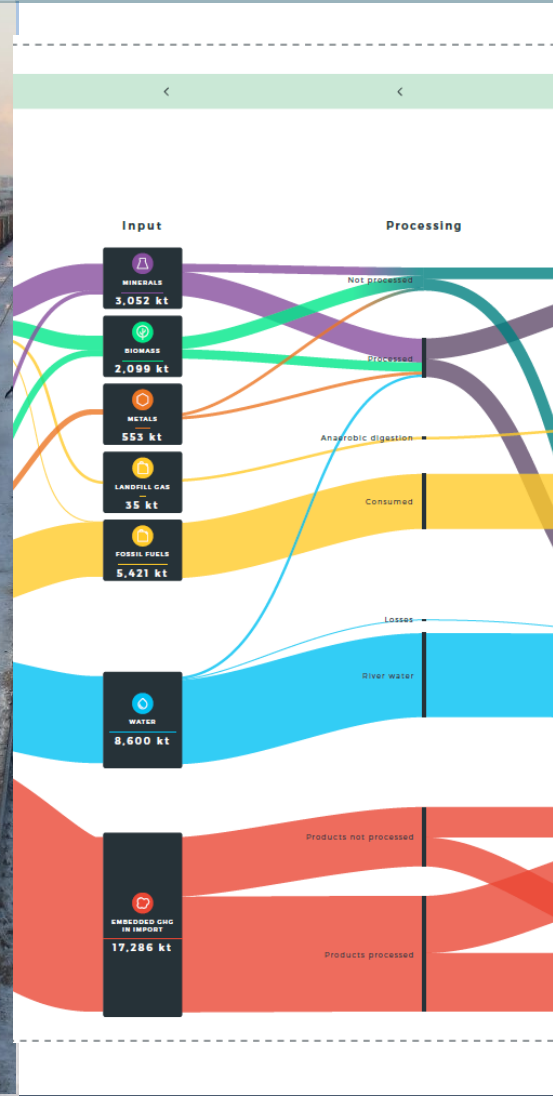 Input
Processing
MINERALS
3,052 kt
BIOMASS
2,099 kt
METALS
553 kt
LANDFILL GAS
35 kt
FOSSIL FUELS
5,421 kt
WATER
8,600 kt
EMBEDDED GHG
IN IMPORT
17,286 kt
Not processed
Processed
Anaerobic digestion
Consumed
Losses
River water
Products not processed
Products processed